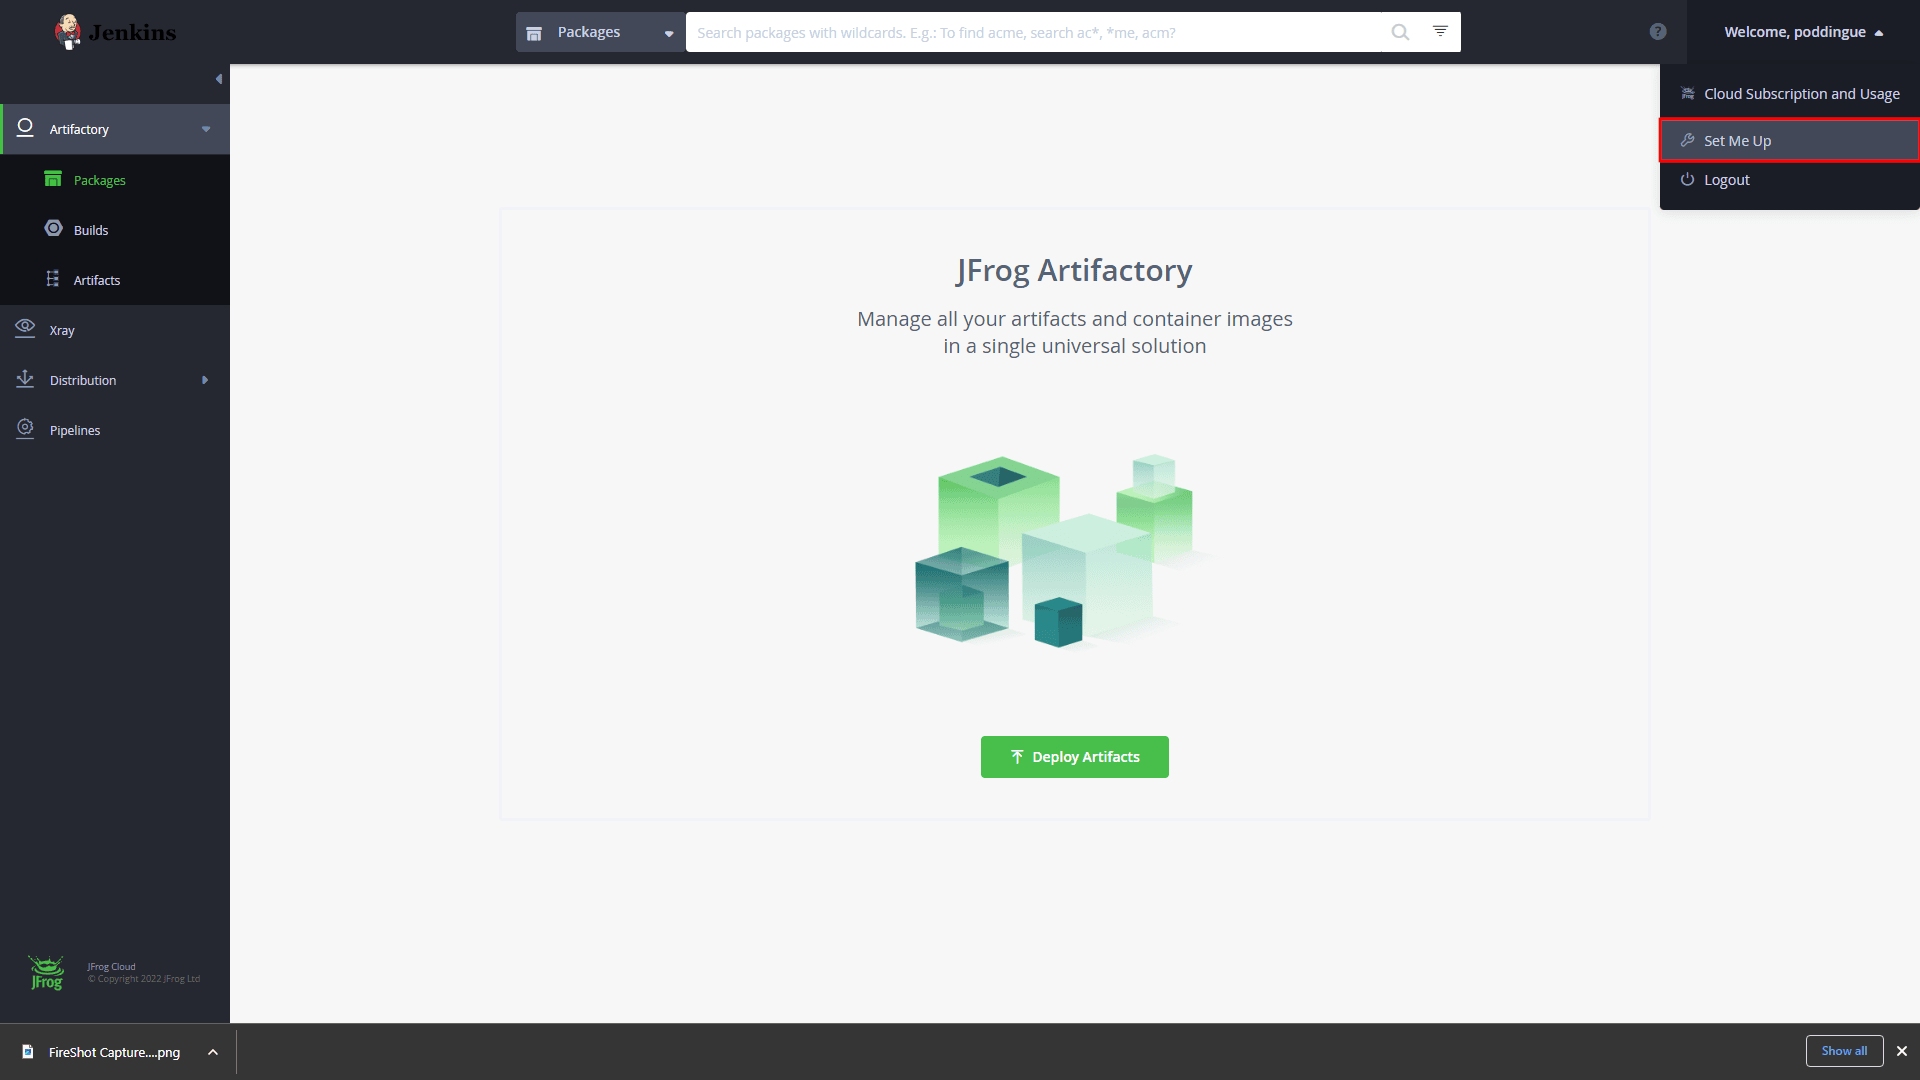 Jenkins
Packages
Search packages with wildcards. E.g.: To find acme, search ac*, *me, acm?
?
Welcome, poddingue
Cloud Subscription and Usage
Set Me Up
Logout
Artifactory
Packages
Builds
Artifacts
Xray
Distribution
Pipelines
JFrog Artifactory
Manage all your artifacts and container images
in a single universal solution
Deploy Artifacts
JFrog
JFrog Cloud
© Copyright 2022 JFrog Ltd
FireShot Capture....png
Show all